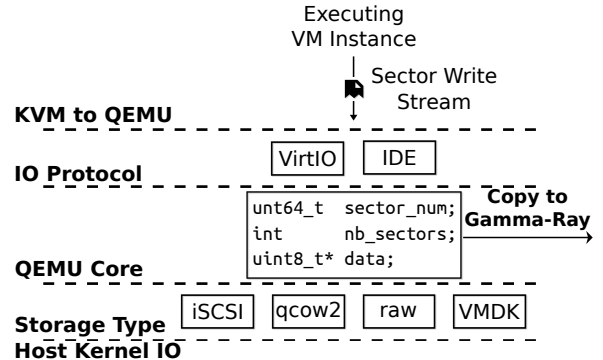 Executing
VM Instance
Sector Write
Stream
KVM to QEMU
VirtIO IDE
IO Protocol
unt64_t sector_num;
int nb_sectors;
uint8_t* data;
Copy to
Gamma-Ray
QEMU Core
iSCSI qcow2 raw VMDK
Storage Type
Host Kernel IO